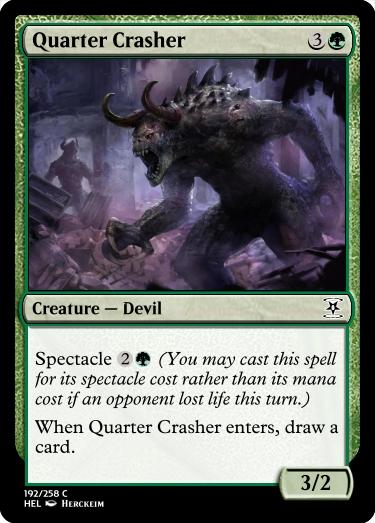 Quarter Crasher 3
Creature — Devil
Spectacle 2 (You may cast this spell
for its spectacle cost rather than its mana
cost if an opponent lost life this turn.)
When Quarter Crasher enters, draw a
card.
3/2
192/258 C
HEL Herckeim